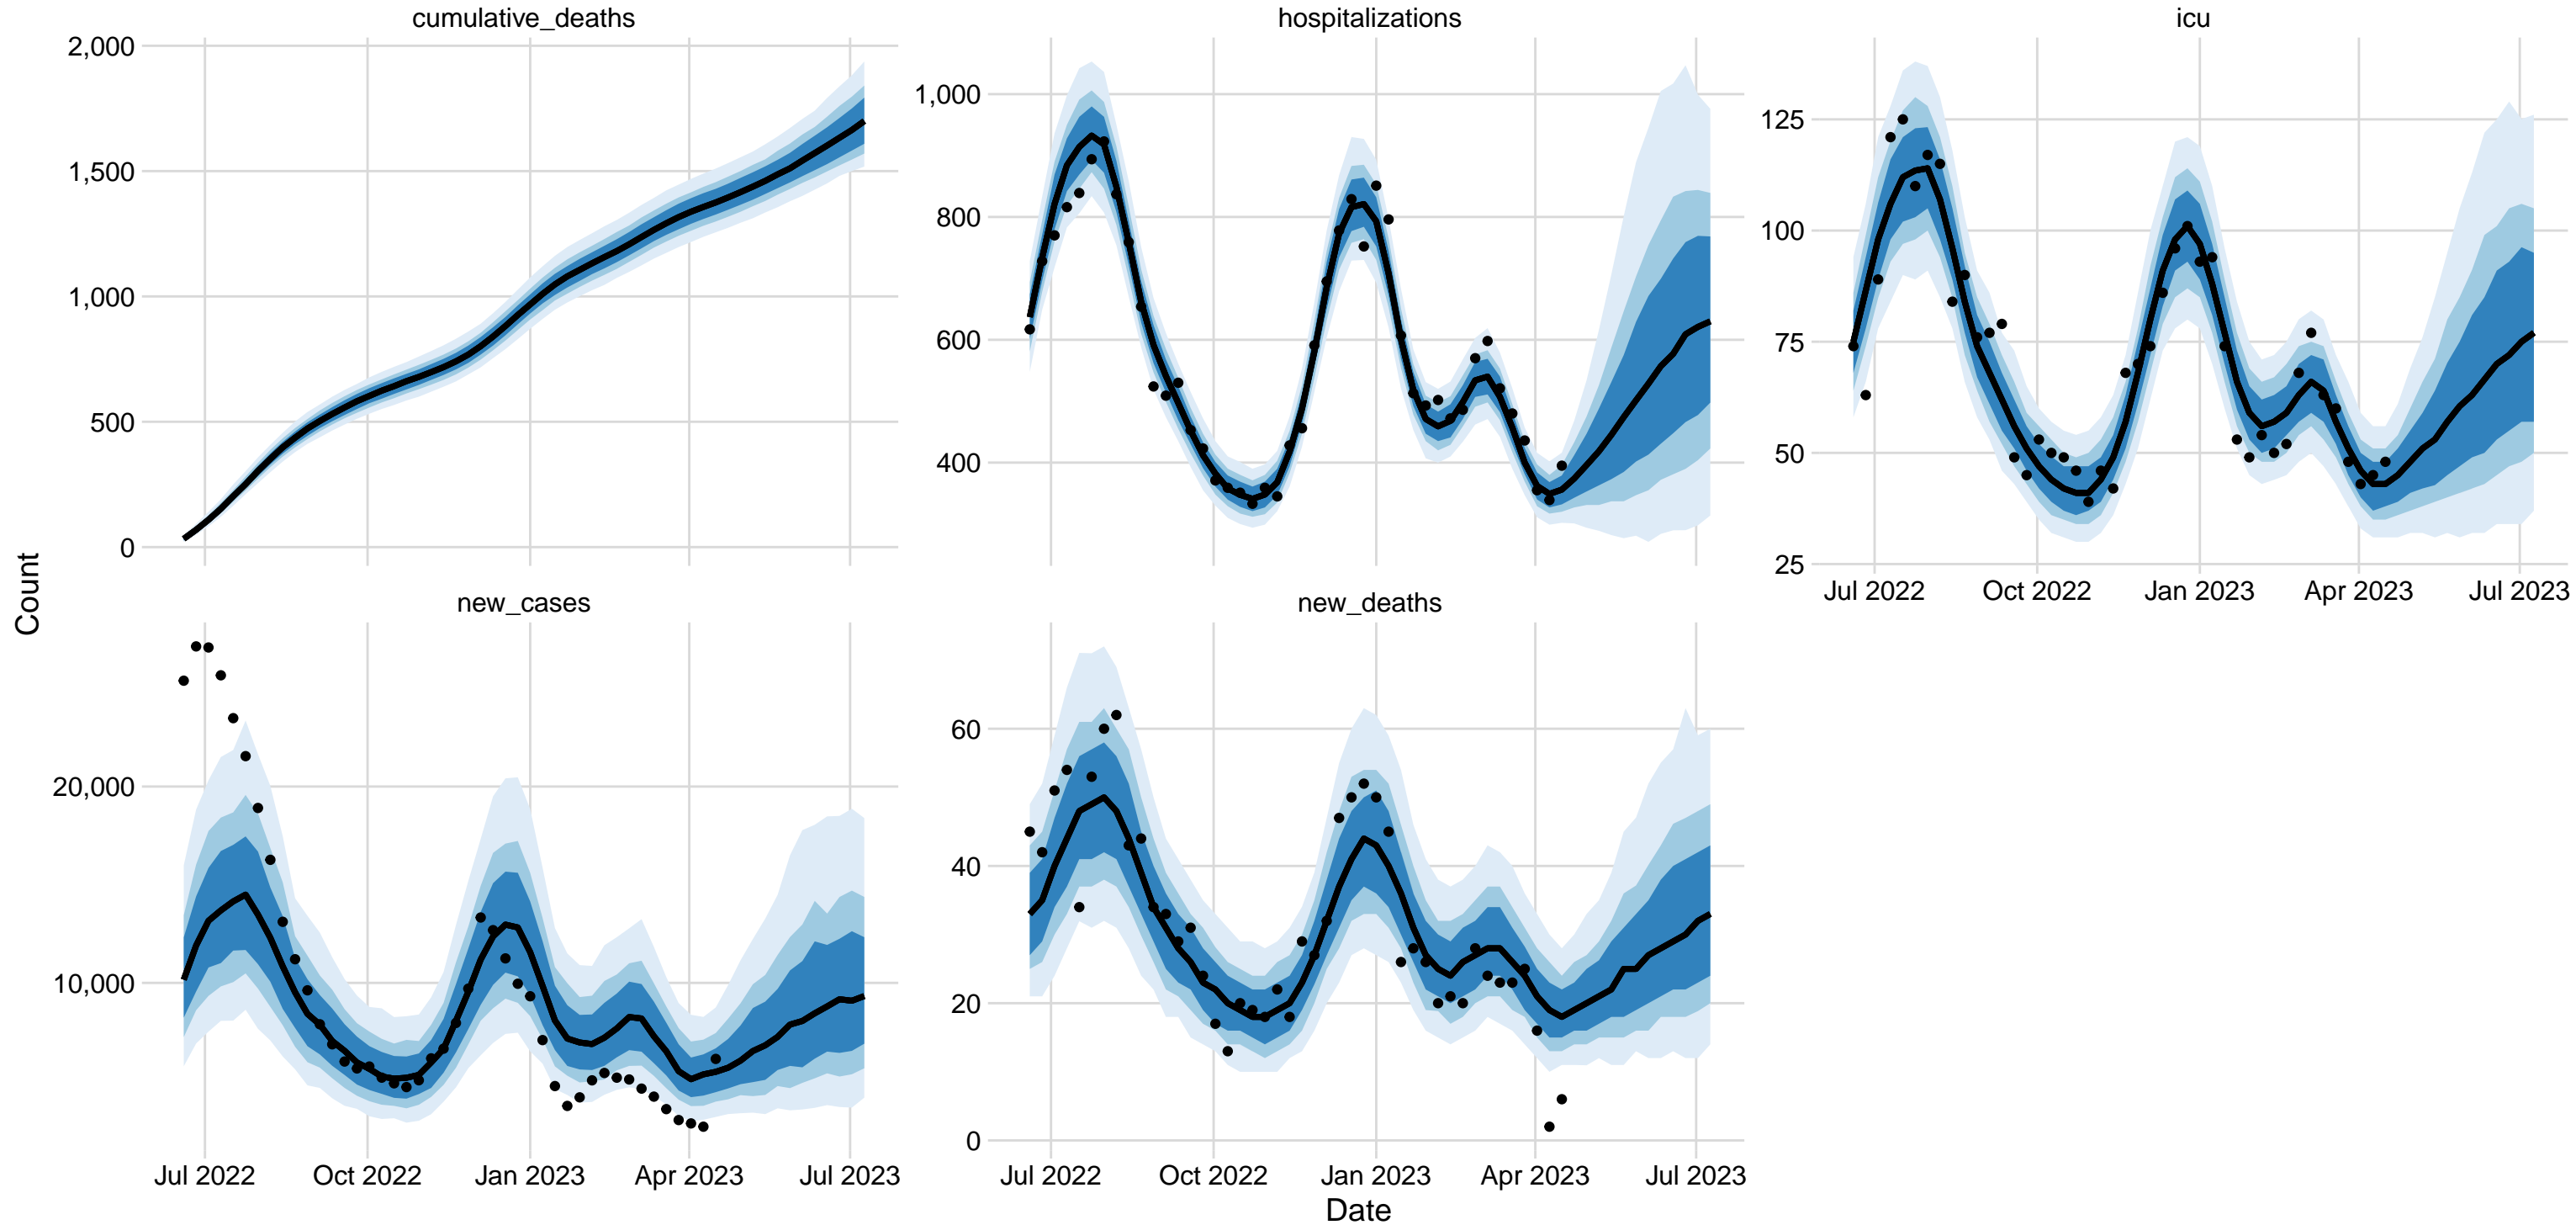 cumulative_deaths
hospitalizations
icu
2,000
1,500
1,000
500
0
1,000
800
600
400
125
100
75
50
25
Jul 2022
Oct 2022
Jan 2023
Apr 2023
Jul 2023
Count
new_cases
new_deaths
20,000
10,000
60
40
20
0
Jul 2022
Oct 2022
Jan 2023
Apr 2023
Jul 2023
Jul 2022
Oct 2022
Jan 2023
Apr 2023
Jul 2023
Date